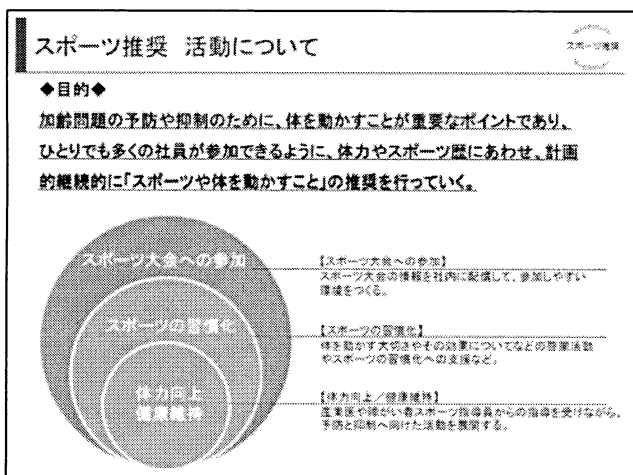 スポーツ推奨 活動について
スポーツ推奨
◆目的◆
加齢問題の予防や抑制のために、体を動かすことが重要なポイントであり、
ひとりでも多くの社員が参加できるように、体力やスポーツ歴にあわせ、計画
的継続的に「スポーツや体を動かすこと」の推奨を行っていく。
スポーツ大会への参加
【スポーツ大会への参加】
スポーツ大会の情報を社内に配信して、参加しやすい
環境をつくる。
スポーツの習慣化
【スポーツの習慣化】
体を動かす大切さやその効果についてなどの啓蒙活動
やスポーツの習慣化への支援など。
体力向上
健康維持
【体力向上／健康維持】
産業医や障がい者スポーツ指導員からの指導を受けながら、
予防と抑制へ向けた活動を展開する。